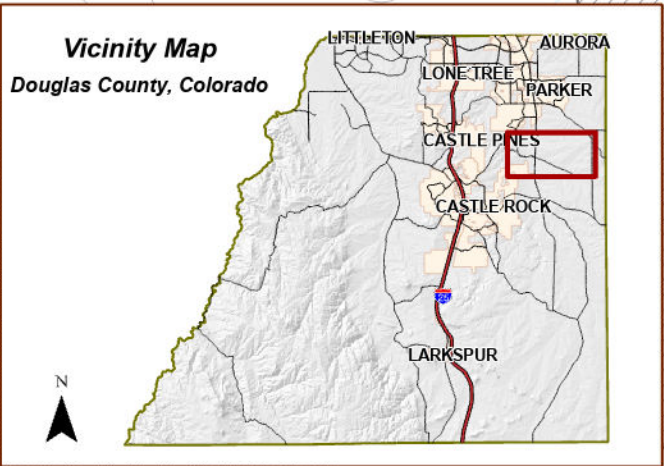 Vicinity Map
Douglas County, Colorado
LITTLETON
AURORA
LONE TREE
PARKER
CASTLE PINES
CASTLE ROCK
25
LARKSPUR
N